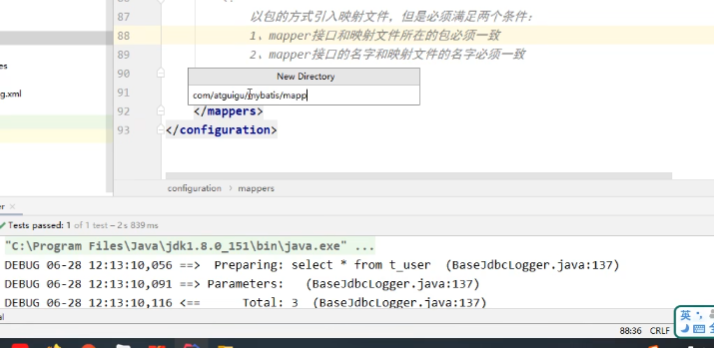 87 以包的方式引入映射文件，但是必须满足两个条件：
88 1、mapper接口和映射文件所在的包必须一致
89 2、mapper接口的名字和映射文件的名字必须一致
90
New Directory
91
com/atguigu/mybatis/mapp
92 </mappers>
93 </configuration>
g.xml
configuration › mappers
Tests passed: 1 of 1 test – 2 s 839 ms
"C:\Program Files\Java\jdk1.8.0_151\bin\java.exe" ...
DEBUG 06-28 12:13:10,056 ==>  Preparing: select * from t_user  (BaseJdbcLogger.java:137)
DEBUG 06-28 12:13:10,091 ==> Parameters:   (BaseJdbcLogger.java:137)
DEBUG 06-28 12:13:10,116 <==      Total: 3  (BaseJdbcLogger.java:137)
88:36 CRLF
英